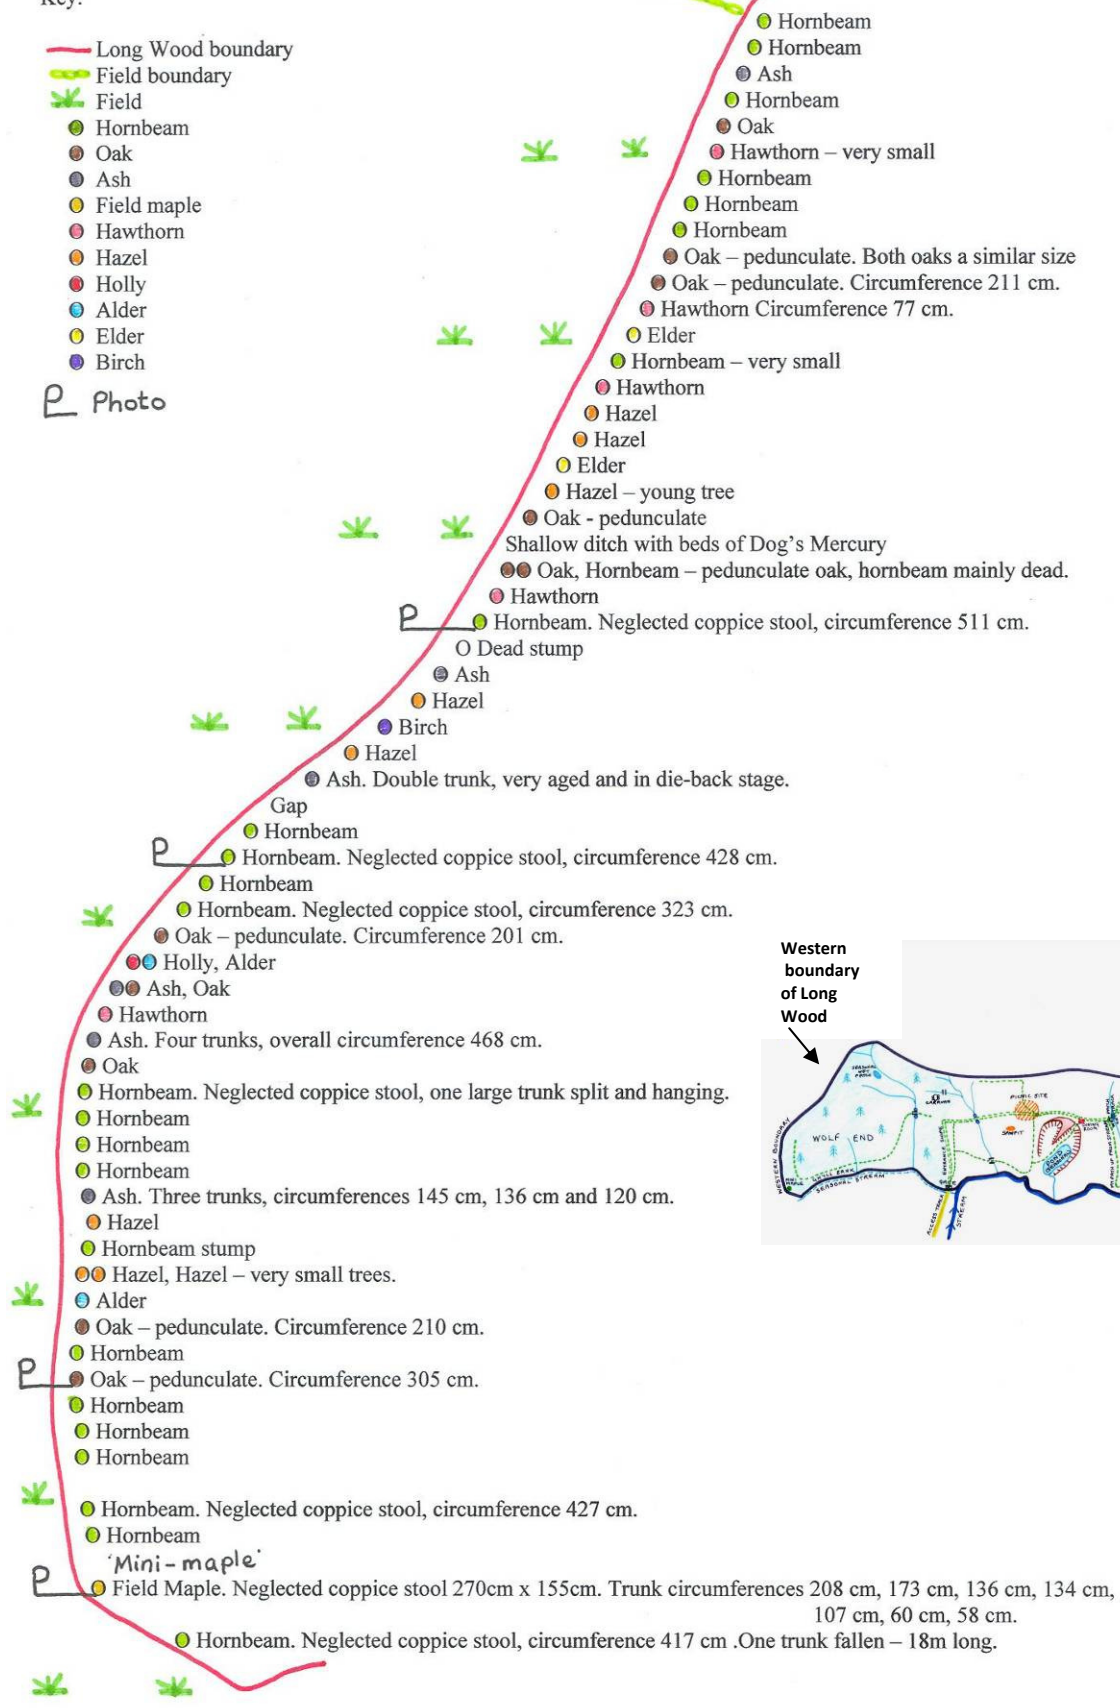 Key:
Long Wood boundary
Field boundary
Field
Hornbeam
Oak
Ash
Field maple
Hawthorn
Hazel
Holly
Alder
Elder
Birch
P Photo
Hornbeam
Hornbeam
Ash
Hornbeam
Oak
Hawthorn – very small
Hornbeam
Hornbeam
Hornbeam
Oak – pedunculate. Both oaks a similar size
Oak – pedunculate. Circumference 211 cm.
Hawthorn Circumference 77 cm.
Elder
Hornbeam – very small
Hawthorn
Hazel
Hazel
Elder
Hazel – young tree
Oak - pedunculate
Shallow ditch with beds of Dog's Mercury
Oak, Hornbeam – pedunculate oak, hornbeam mainly dead.
Hawthorn
P Hornbeam. Neglected coppice stool, circumference 511 cm.
O Dead stump
Ash
Hazel
Birch
Hazel
Ash. Double trunk, very aged and in die-back stage.
Gap
Hornbeam
P Hornbeam. Neglected coppice stool, circumference 428 cm.
Hornbeam
Hornbeam. Neglected coppice stool, circumference 323 cm.
Oak – pedunculate. Circumference 201 cm.
Holly, Alder
Ash, Oak
Hawthorn
Ash. Four trunks, overall circumference 468 cm.
Oak
Hornbeam. Neglected coppice stool, one large trunk split and hanging.
Hornbeam
Hornbeam
Hornbeam
Ash. Three trunks, circumferences 145 cm, 136 cm and 120 cm.
Hazel
Hornbeam stump
Hazel, Hazel – very small trees.
Alder
Oak – pedunculate. Circumference 210 cm.
Hornbeam
P Oak – pedunculate. Circumference 305 cm.
Hornbeam
Hornbeam
Hornbeam
Hornbeam. Neglected coppice stool, circumference 427 cm.
Hornbeam
'Mini-maple'
P Field Maple. Neglected coppice stool 270cm x 155cm. Trunk circumferences 208 cm, 173 cm, 136 cm, 134 cm,
107 cm, 60 cm, 58 cm.
Hornbeam. Neglected coppice stool, circumference 417 cm .One trunk fallen – 18m long.
Western
boundary
of Long
Wood
WESTERN BOUNDARY
WOLF END
SEASONAL STREAM
PICNIC SITE
SAWPIT
ACCESS TRACK
STREAM